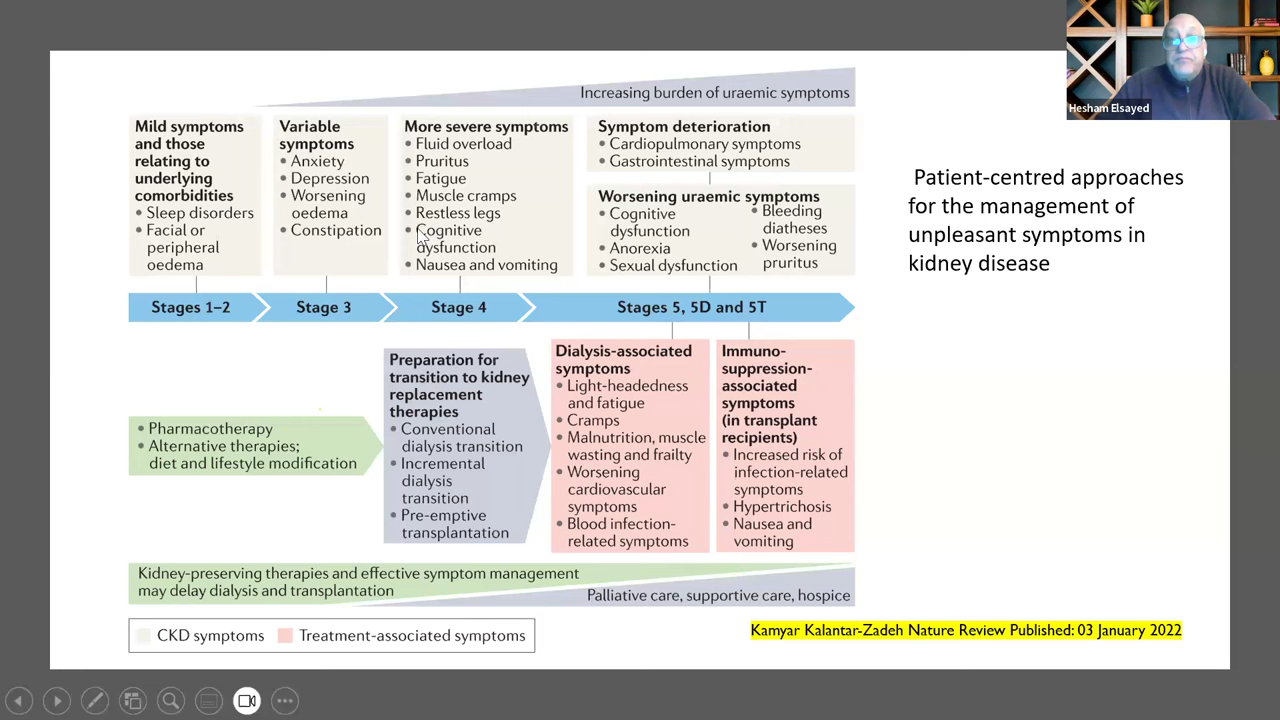 Increasing burden of uraemic symptoms
Mild symptoms
and those
relating to
underlying
comorbidities
• Sleep disorders
• Facial or
peripheral
oedema
Variable
symptoms
• Anxiety
• Depression
• Worsening
oedema
• Constipation
More severe symptoms
• Fluid overload
• Pruritus
• Fatigue
• Muscle cramps
• Restless legs
• Cognitive
dysfunction
• Nausea and vomiting
Symptom deterioration
• Cardiopulmonary symptoms
• Gastrointestinal symptoms
Worsening uraemic symptoms
• Cognitive
dysfunction
• Anorexia
• Sexual dysfunction
• Bleeding
diatheses
• Worsening
pruritus
Stages 1–2
Stage 3
Stage 4
Stages 5, 5D and 5T
• Pharmacotherapy
• Alternative therapies;
diet and lifestyle modification
Preparation for
transition to kidney
replacement
therapies
• Conventional
dialysis transition
• Incremental
dialysis
transition
• Pre-emptive
transplantation
Dialysis-associated
symptoms
• Light-headedness
and fatigue
• Cramps
• Malnutrition, muscle
wasting and frailty
• Worsening
cardiovascular
symptoms
• Blood infection-
related symptoms
Immuno-
suppression-
associated
symptoms
(in transplant
recipients)
• Increased risk of
infection-related
symptoms
• Hypertrichosis
• Nausea and
vomiting
Kidney-preserving therapies and effective symptom management
may delay dialysis and transplantation
Palliative care, supportive care, hospice
CKD symptoms
Treatment-associated symptoms
Hesham Elsayed
Patient-centred approaches
for the management of
unpleasant symptoms in
kidney disease
Kamyar Kalantar-Zadeh Nature Review Published: 03 January 2022